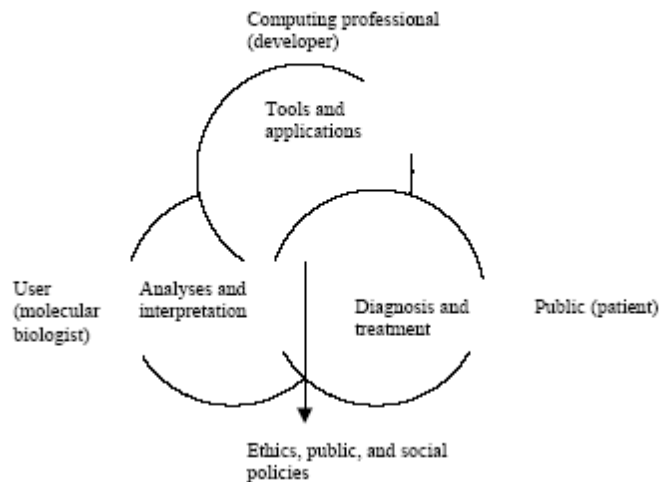 Computing professional
(developer)
Tools and
applications
User
(molecular
biologist)
Analyses and
interpretation
Diagnosis and
treatment
Public (patient)
Ethics, public, and social
policies